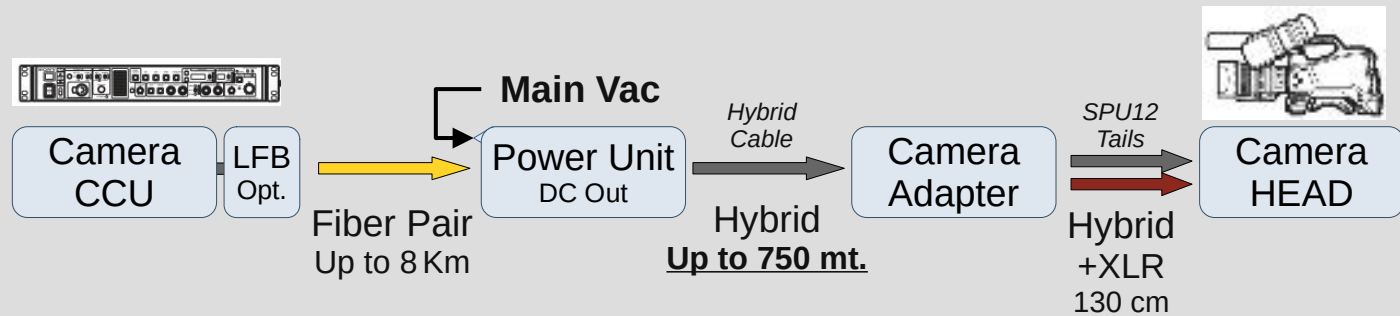 Main Vac
Hybrid
Cable
SPU12
Tails
Camera
CCU
LFB
Opt.
Power Unit
DC Out
Camera
Adapter
Camera
HEAD
Fiber Pair
Up to 8 Km
Hybrid
Up to 750 mt.
Hybrid
+XLR
130 cm